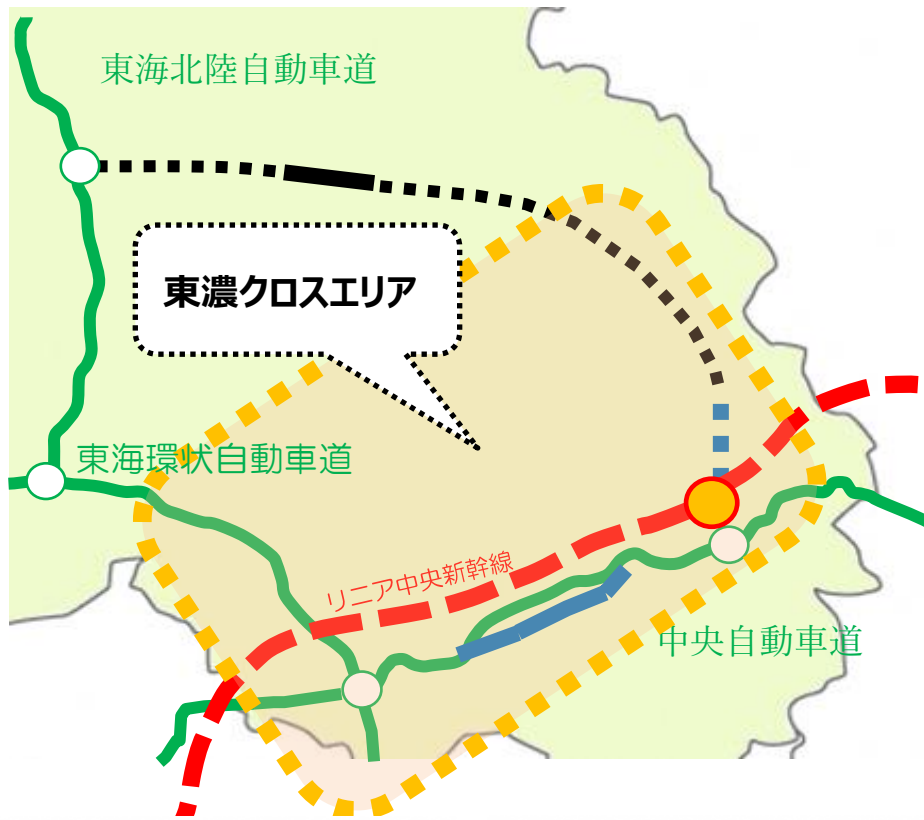 東海北陸自動車道
東濃クロスエリア
東海環状自動車道
リニア中央新幹線
中央自動車道